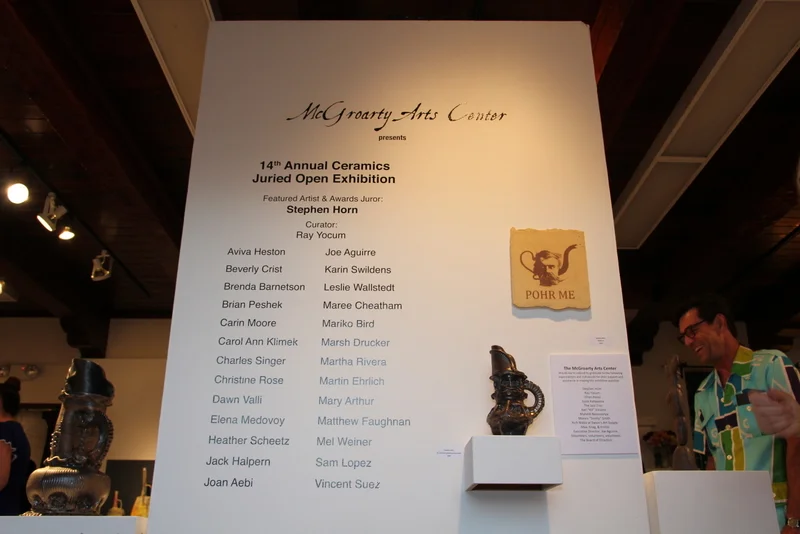 McGroarty Arts Center
presents
14th Annual Ceramics
Juried Open Exhibition
Featured Artist & Awards Juror:
Stephen Horn
Curator:
Ray Yocum
Aviva Heston Joe Aguirre
Beverly Crist Karin Swildens
Brenda Barnetson Leslie Wallstedt
Brian Peshek Maree Cheatham
Carin Moore Mariko Bird
Carol Ann Klimek Marsh Drucker
Charles Singer Martha Rivera
Christine Rose Martin Ehrlich
Dawn Valli Mary Arthur
Elena Medovoy Matthew Faughnan
Heather Scheetz Mel Weiner
Jack Halpern Sam Lopez
Joan Aebi Vincent Suez
POHR ME
The McGroarty Arts Center